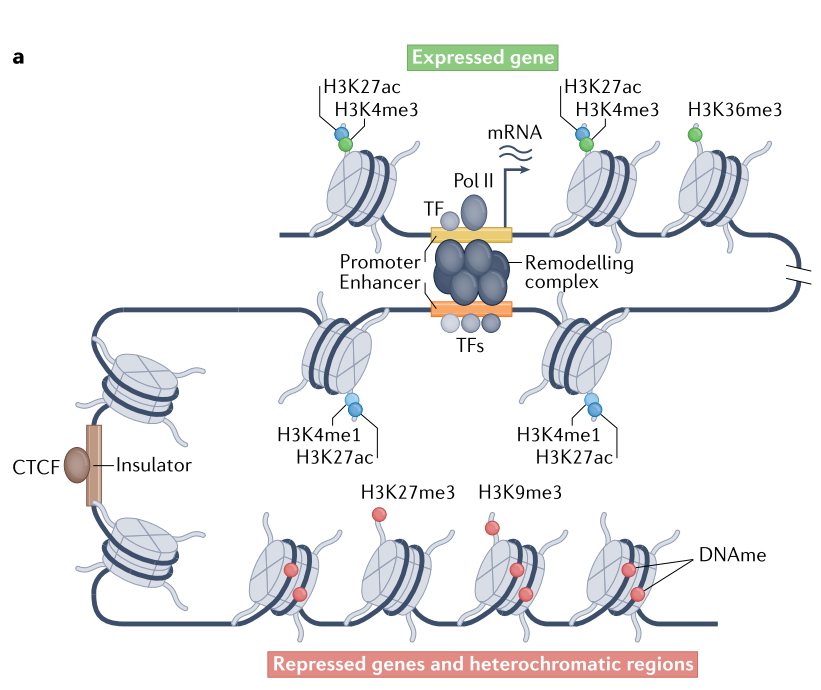 a
Expressed gene
H3K27ac
H3K4me3
H3K27ac
H3K4me3
H3K36me3
mRNA
Pol II
TF
Promoter
Enhancer
Remodelling
complex
TFs
H3K4me1
H3K27ac
H3K4me1
H3K27ac
CTCF
Insulator
H3K27me3
H3K9me3
DNAme
Repressed genes and heterochromatic regions